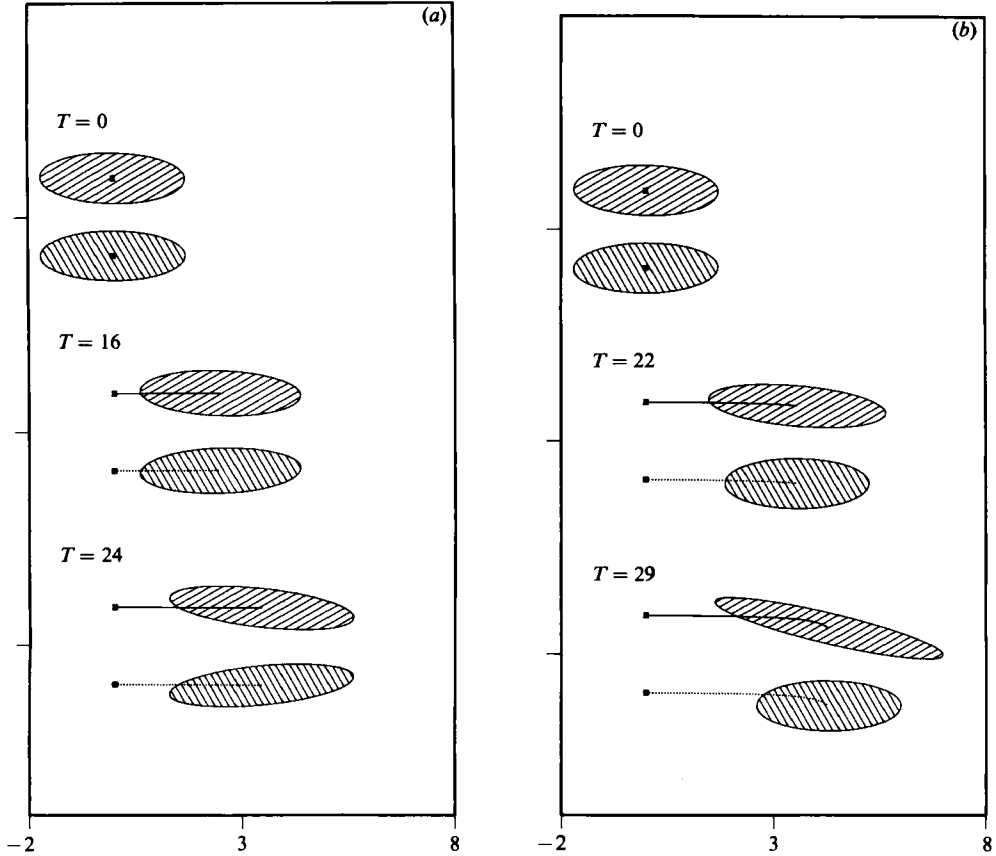 (a)
T = 0
T = 16
T = 24
−2 3 8
(b)
T = 0
T = 22
T = 29
−2 3 8